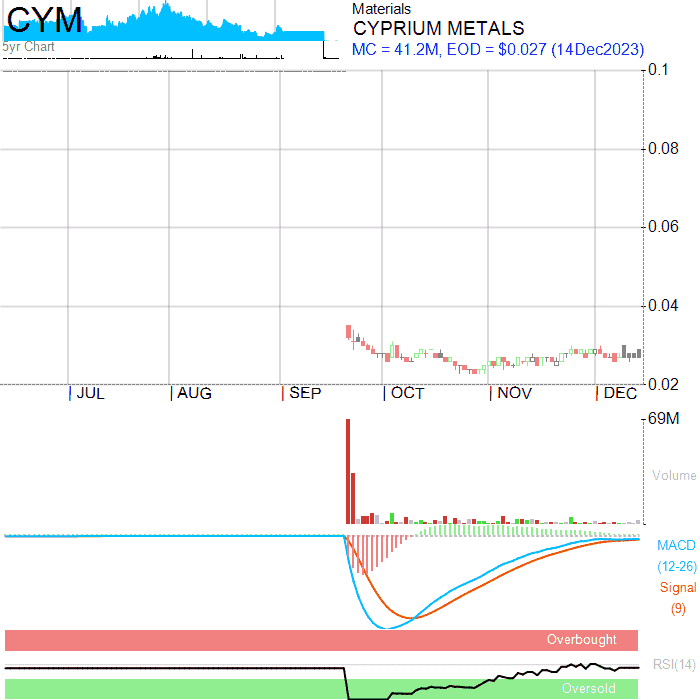 CYM
5yr Chart
Materials
CYPRIUM METALS
MC = 41.2M, EOD = $0.027 (14Dec2023)
0.1
0.08
0.06
0.04
0.02
JUL AUG SEP OCT NOV DEC
69M
Volume
MACD
(12-26)
Signal
(9)
Overbought
RSI(14)
Oversold